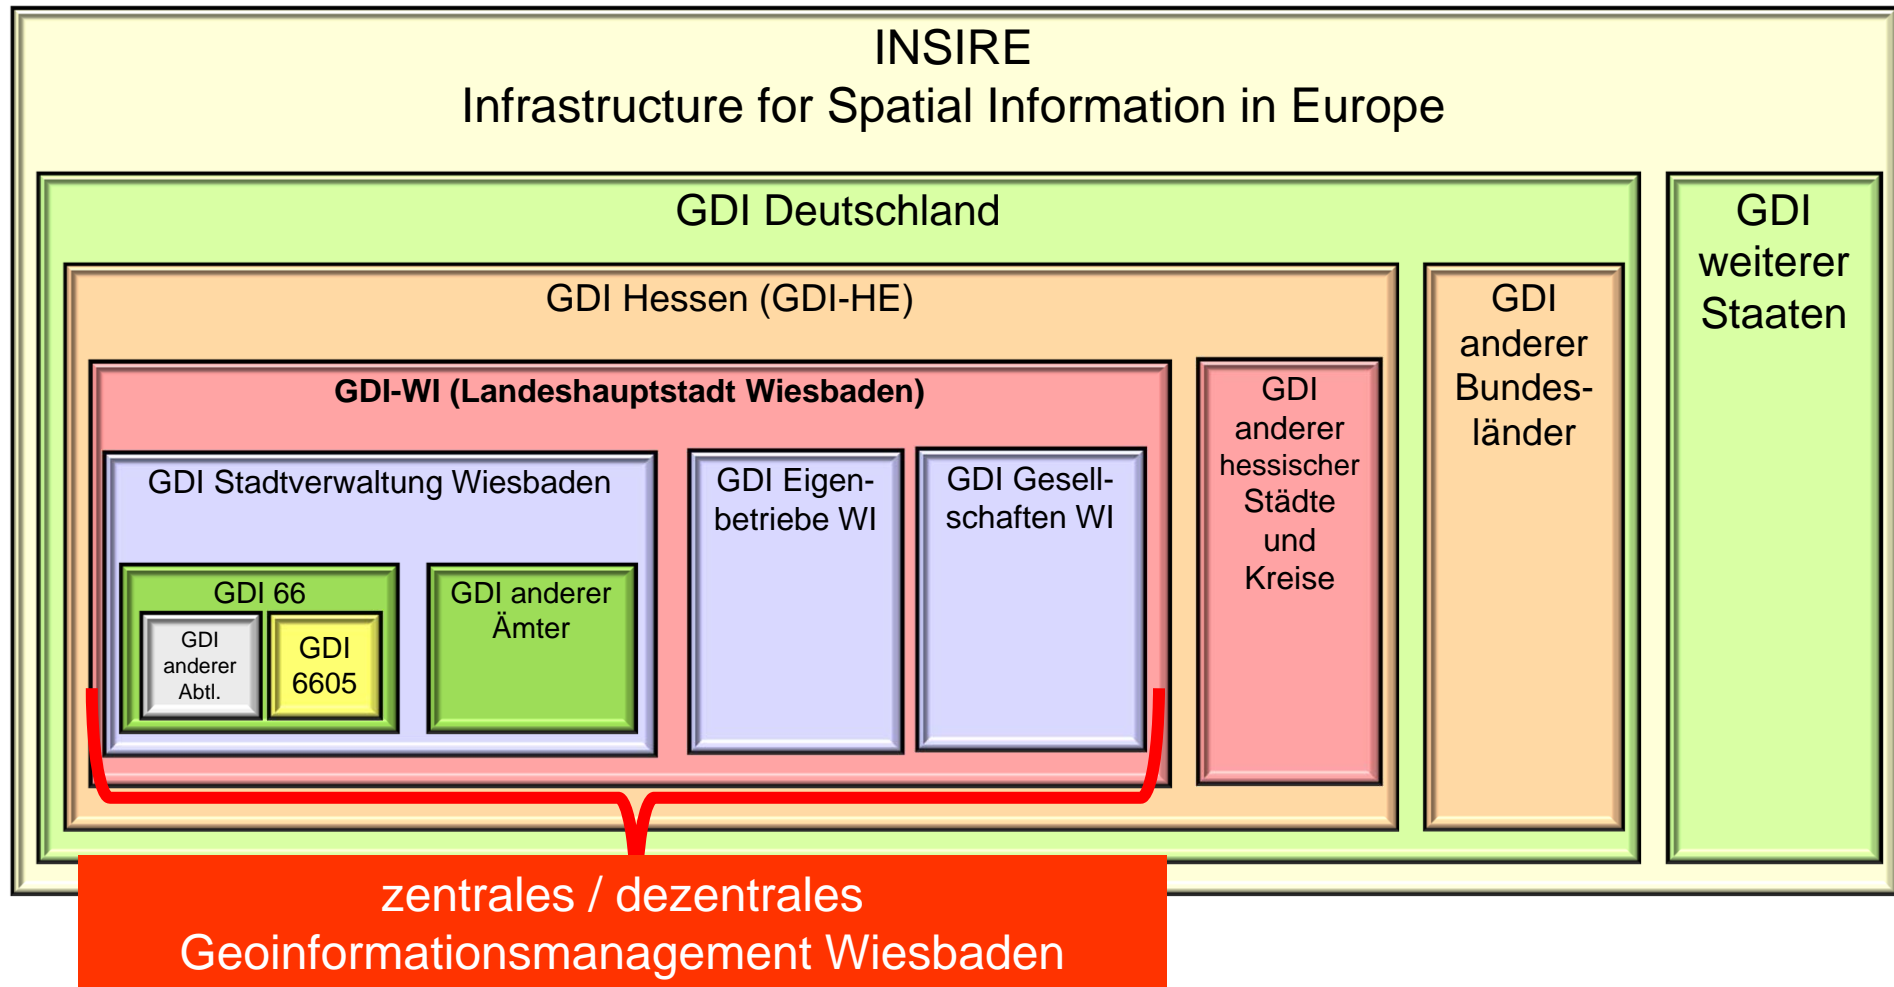 INSIRE
Infrastructure for Spatial Information in Europe
GDI Deutschland
GDI
weiterer
Staaten
GDI Hessen (GDI-HE)
GDI
anderer
Bundes-
länder
GDI-WI (Landeshauptstadt Wiesbaden)
GDI
anderer
hessischer
Städte
und
Kreise
GDI Stadtverwaltung Wiesbaden
GDI Eigen-
betriebe WI
GDI Gesell-
schaften WI
GDI 66
GDI
anderer
Abtl.
GDI
6605
GDI anderer
Ämter
zentrales / dezentrales
Geoinformationsmanagement Wiesbaden